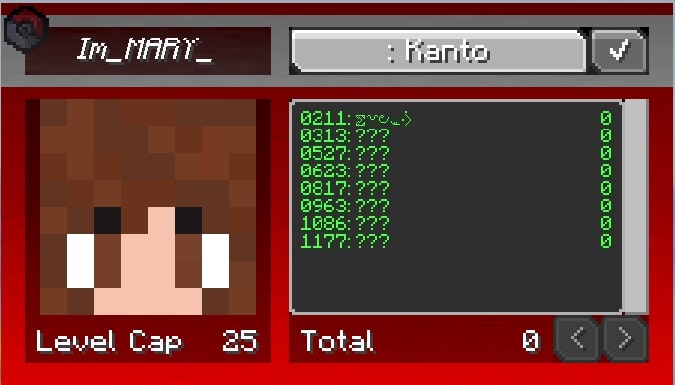 Im_MARY_
: Kanto
0211: 0
0313: ??? 0
0527: ??? 0
0623: ??? 0
0817: ??? 0
0963: ??? 0
1086: ??? 0
1177: ??? 0
Level Cap 25
Total 0
< >